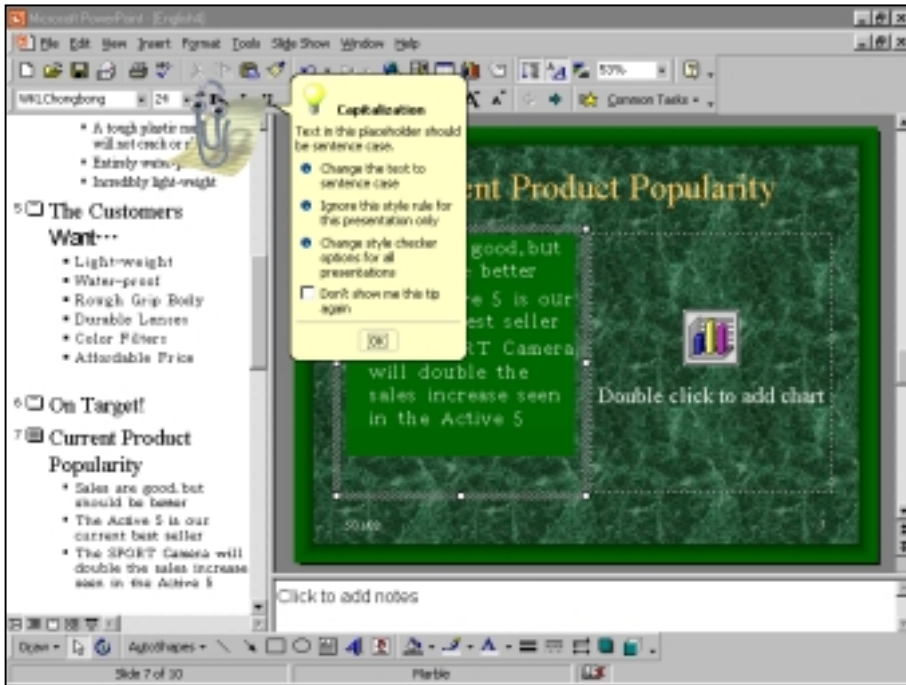 Microsoft PowerPoint - [English4]
File Edit View Insert Format Tools Slide Show Window Help
53%
WKLChongbong 24 Common Tasks
A tough plastic
will not crack or
Entirely
Incredibly light-weight
5 The Customers
Want…
Light-weight
Water-proof
Rough Grip Body
Durable Lenses
Color Filters
Affordable Price
6 On Target!
7 Current Product
Popularity
Sales are good, but
should be better
The Active 5 is our
current best seller
The SPORT Camera will
double the sales increase
seen in the Active 5
Capitalization
Text in this placeholder should
be sentence case.
Change the text to
sentence case
Ignore this style rule for
this presentation only
Change style checker
options for all
presentations
Don't show me this tip
again
OK
Product Popularity
good, but
better
5 is our
seller
Camera
will double the
sales increase seen
in the Active 5
Double click to add chart
7
Click to add notes
Draw AutoShapes
Slide 7 of 10 Marble